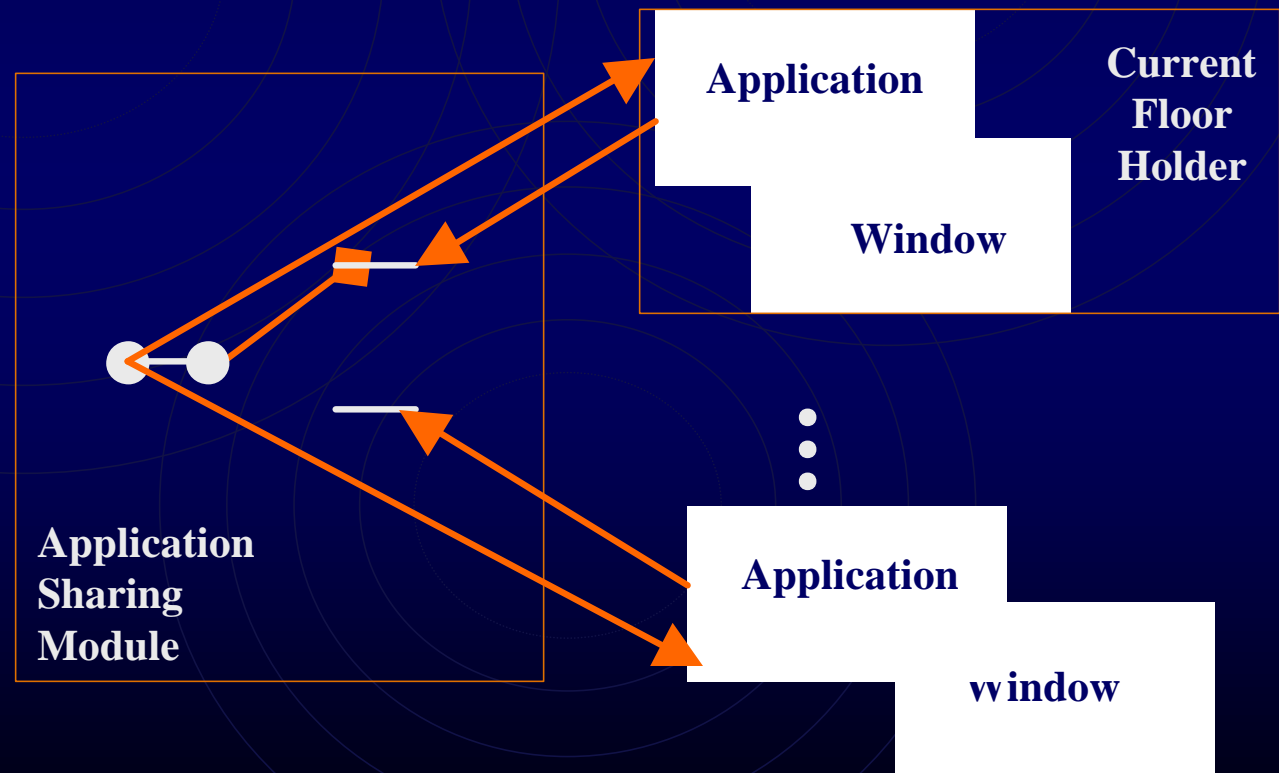 Application
Window
Current
Floor
Holder
Application
Sharing
Module
Application
Window